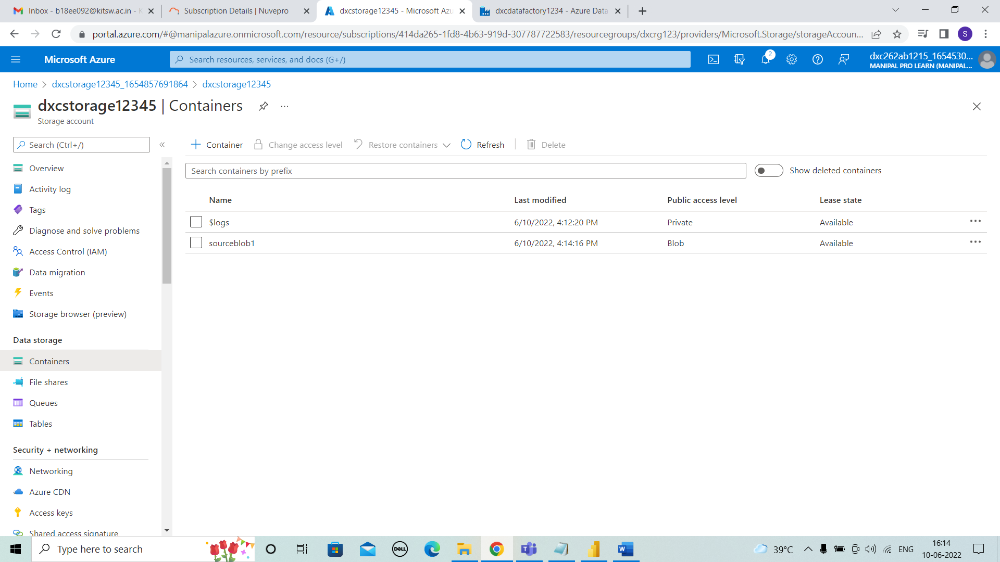 Inbox - b18ee092@kitsw.ac.in - K
Subscription Details | Nuvepro
dxcstorage12345 - Microsoft Azu
dxcdatafactory1234 - Azure Data
portal.azure.com/#@manipalazure.onmicrosoft.com/resource/subscriptions/414da265-1fd8-4b63-919d-307787722583/resourcegroups/dxcrg123/providers/Microsoft.Storage/storageAccoun...
S
Microsoft Azure
Search resources, services, and docs (G+/)
2
dxc262ab1215_1654530...
MANIPAL PRO LEARN (MANIPAL...
Home > dxcstorage12345_1654857691864 > dxcstorage12345
dxcstorage12345 | Containers
Storage account
Search (Ctrl+/)
Container
Change access level
Restore containers
Refresh
Delete
Search containers by prefix
Show deleted containers
Name Last modified Public access level Lease state
$logs 6/10/2022, 4:12:20 PM Private Available
sourceblob1 6/10/2022, 4:14:16 PM Blob Available
Overview
Activity log
Tags
Diagnose and solve problems
Access Control (IAM)
Data migration
Events
Storage browser (preview)
Data storage
Containers
File shares
Queues
Tables
Security + networking
Networking
Azure CDN
Access keys
Shared access signature
Type here to search
DELL
39°C
ENG
16:14
10-06-2022